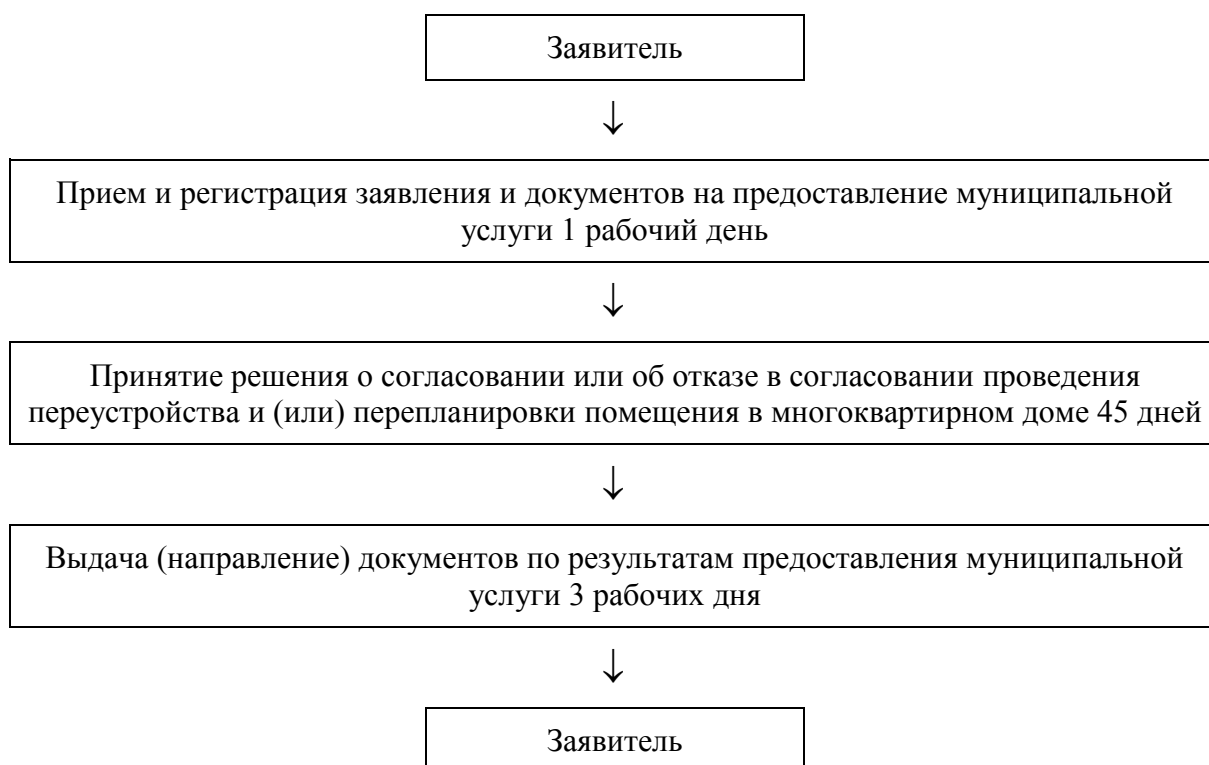 Заявитель
↓
Прием и регистрация заявления и документов на предоставление муниципальной
услуги 1 рабочий день
↓
Принятие решения о согласовании или об отказе в согласовании проведения
переустройства и (или) перепланировки помещения в многоквартирном доме 45 дней
↓
Выдача (направление) документов по результатам предоставления муниципальной
услуги 3 рабочих дня
↓
Заявитель